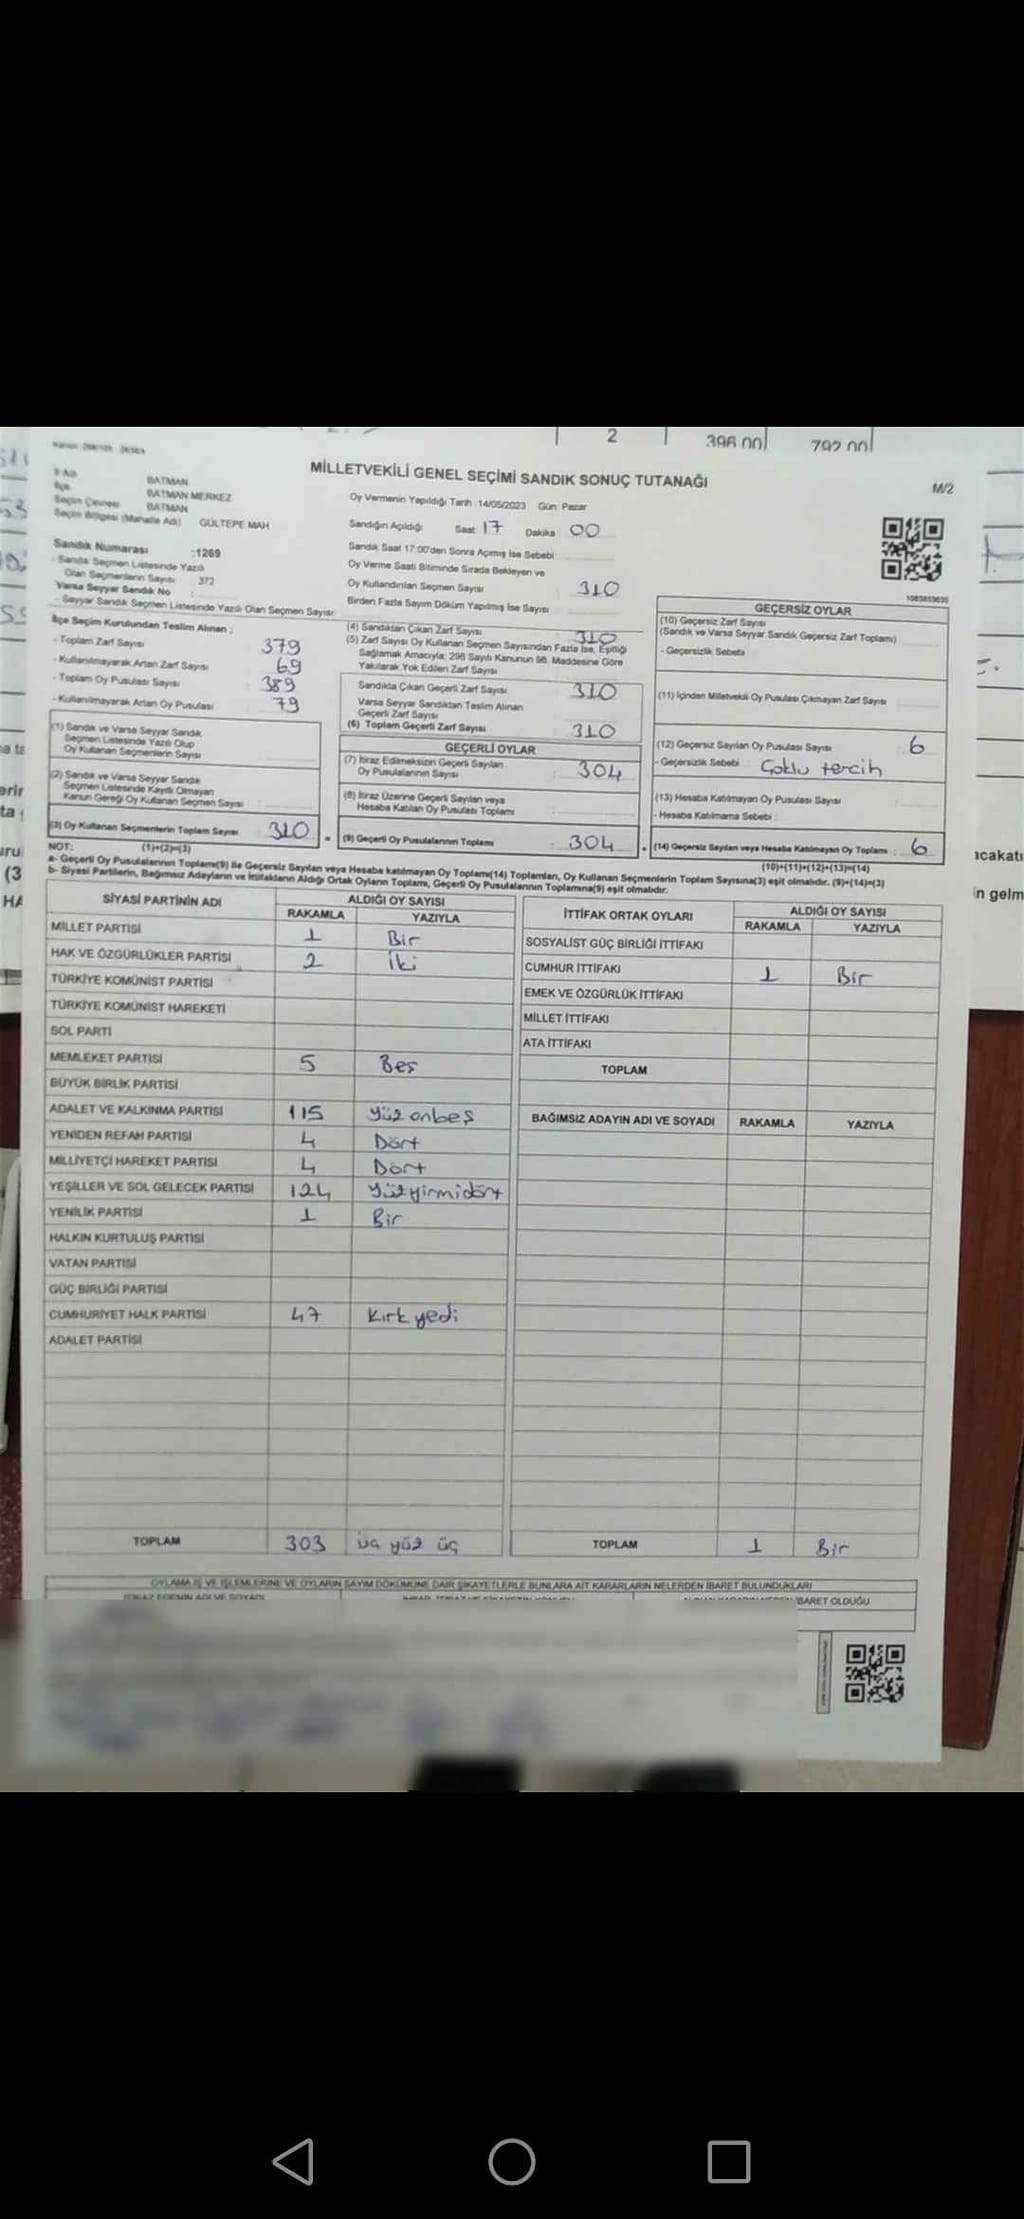 2
396.00
792.00
MİLLETVEKİLİ GENEL SEÇİMİ SANDIK SONUÇ TUTANAĞI
M/2
İl Adı BATMAN
İlçe BATMAN MERKEZ
Seçim Çevresi BATMAN
Seçim Bölgesi (Mahalle Adı) GÜLTEPE MAH
Oy Vermenin Yapıldığı Tarih 14/05/2023 Gün: Pazar
Sandığın Açıldığı Saat 17 Dakika 00
Sandık Saat 17:00'den Sonra Açmış İse Sebebi
Oy Verme Saati Bitiminde Sırada Bekleyen ve
Oy Kullandırılan Seçmen Sayısı 310
Birden Fazla Sayım Döküm Yapılmış İse Sayısı
Sandık Numarası :1269
- Sandık Seçmen Listesinde Yazılı
Olan Seçmenlerin Sayısı 372
Varsa Seyyar Sandık No :
- Seyyar Sandık Seçmen Listesinde Yazılı Olan Seçmen Sayısı
İlçe Seçim Kurulundan Teslim Alınan ;
- Toplam Zarf Sayısı 379
- Kullanılmayarak Artan Zarf Sayısı 69
- Toplam Oy Pusulası Sayısı 389
- Kullanılmayarak Artan Oy Pusulası 79
(1) Sandık ve Varsa Seyyar Sandık
Seçmen Listesinde Yazılı Olup
Oy Kullanan Seçmenlerin Sayısı
(2) Sandık ve Varsa Seyyar Sandık
Seçmen Listesinde Kayıtlı Olmayan
Kanun Gereği Oy Kullanan Seçmen Sayısı :
(3) Oy Kullanan Seçmenlerin Toplam Sayısı 310
(1)+(2)=(3)
(4) Sandıktan Çıkan Zarf Sayısı 310
(5) Zarf Sayısı Oy Kullanan Seçmen Sayısından Fazla İse, Eşitliği
Sağlamak Amacıyla; 298 Sayılı Kanunun 98. Maddesine Göre
Yakılarak Yok Edilen Zarf Sayısı
Sandıkta Çıkan Geçerli Zarf Sayısı 310
Varsa Seyyar Sandıktan Teslim Alınan
Geçerli Zarf Sayısı
(6) Toplam Geçerli Zarf Sayısı 310
GEÇERLİ OYLAR
(7) İtiraz Edilmeksizin Geçerli Sayılan
Oy Pusulalarının Sayısı : 304
(8) İtiraz Üzerine Geçerli Sayılan veya
Hesaba Katılan Oy Pusulası Toplamı :
(9) Geçerli Oy Pusulalarının Toplamı : 304
1083853630
GEÇERSİZ OYLAR
(10) Geçersiz Zarf Sayısı
(Sandık ve Varsa Seyyar Sandık Geçersiz Zarf Toplamı)
- Geçersizlik Sebebi
(11) İçinden Milletvekili Oy Pusulası Çıkmayan Zarf Sayısı
(12) Geçersiz Sayılan Oy Pusulası Sayısı 6
- Geçersizlik Sebebi : Çoklu tercih
(13) Hesaba Katılmayan Oy Pusulası Sayısı
- Hesaba Katılmama Sebebi :
(14) Geçersiz Sayılan veya Hesaba Katılmayan Oy Toplamı : 6
(10)+(11)+(12)+(13)=(14)
NOT:
a- Geçerli Oy Pusulalarının Toplamı(9) ile Geçersiz Sayılan veya Hesaba katılmayan Oy Toplamı(14) Toplamları, Oy Kullanan Seçmenlerin Toplam Sayısına(3) eşit olmalıdır. (9)+(14)=(3)
b- Siyasi Partilerin, Bağımsız Adayların ve İttifakların Aldığı Ortak Oyların Toplamı, Geçerli Oy Pusulalarının Toplamına(9) eşit olmalıdır.
SİYASİ PARTİNİN ADI ALDIĞI OY SAYISI
RAKAMLA YAZIYLA
MİLLET PARTİSİ 1 Bir
HAK VE ÖZGÜRLÜKLER PARTİSİ 2 İki
TÜRKİYE KOMÜNİST PARTİSİ
TÜRKİYE KOMÜNİST HAREKETİ
SOL PARTİ
MEMLEKET PARTİSİ 5 Beş
BÜYÜK BİRLİK PARTİSİ
ADALET VE KALKINMA PARTİSİ 115 Yüz onbeş
YENİDEN REFAH PARTİSİ 4 Dört
MİLLİYETÇİ HAREKET PARTİSİ 4 Dört
YEŞİLLER VE SOL GELECEK PARTİSİ 124 Yüzyirmidört
YENİLİK PARTİSİ 1 Bir
HALKIN KURTULUŞ PARTİSİ
VATAN PARTİSİ
GÜÇ BİRLİĞİ PARTİSİ
CUMHURİYET HALK PARTİSİ 47 Kırk yedi
ADALET PARTİSİ
TOPLAM 303 üç yüz üç
İTTİFAK ORTAK OYLARI ALDIĞI OY SAYISI
RAKAMLA YAZIYLA
SOSYALİST GÜÇ BİRLİĞİ İTTİFAKI
CUMHUR İTTİFAKI 1 Bir
EMEK VE ÖZGÜRLÜK İTTİFAKI
MİLLET İTTİFAKI
ATA İTTİFAKI
TOPLAM
BAĞIMSIZ ADAYIN ADI VE SOYADI RAKAMLA YAZIYLA
TOPLAM 1 Bir
OYLAMA İŞ VE İŞLEMLERİNE VE OYLARIN SAYIM DÖKÜMÜNE DAİR ŞİKAYETLERLE BUNLARA AİT KARARLARIN NELERDEN İBARET BULUNDUKLARI
İTİRAZ EDENİN ADI VE SOYADI
İBARET OLDUĞU